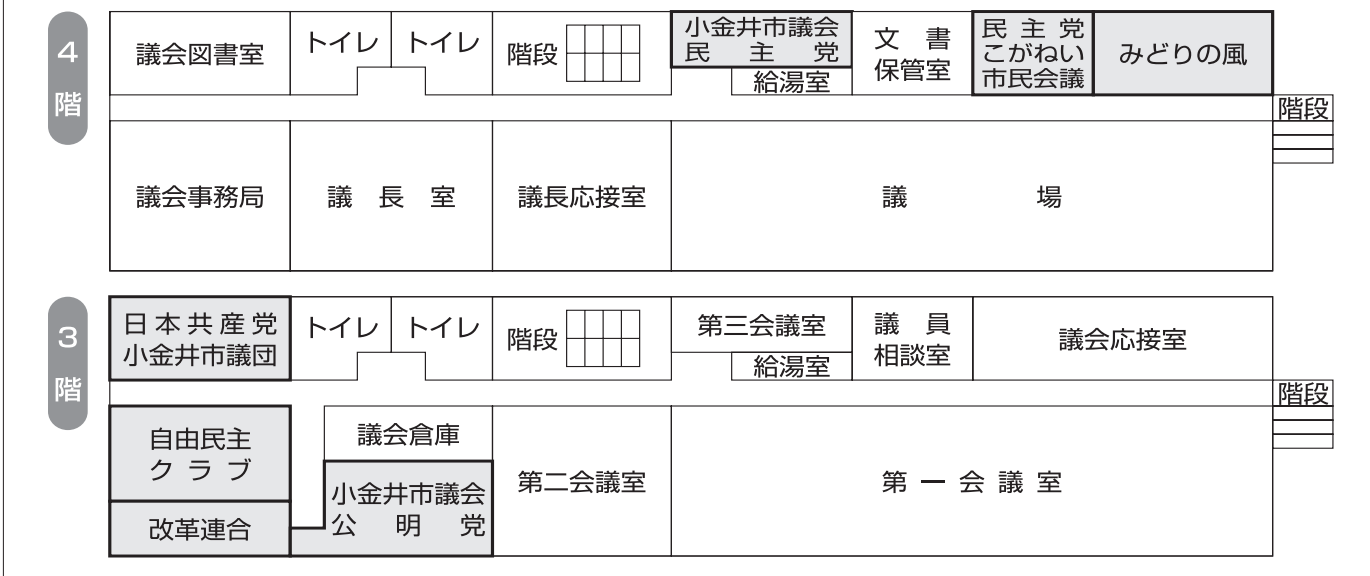 4
階
議会図書室
トイレ
トイレ
階段
小金井市議会
民主党
給湯室
文書
保管室
民主党
こがねい
市民会議
みどりの風
階段
議会事務局
議長室
議長応接室
議場
3
階
日本共産党
小金井市議団
トイレ
トイレ
階段
第三会議室
給湯室
議員
相談室
議会応接室
階段
自由民主
クラブ
改革連合
議会倉庫
小金井市議会
公明党
第二会議室
第一会議室